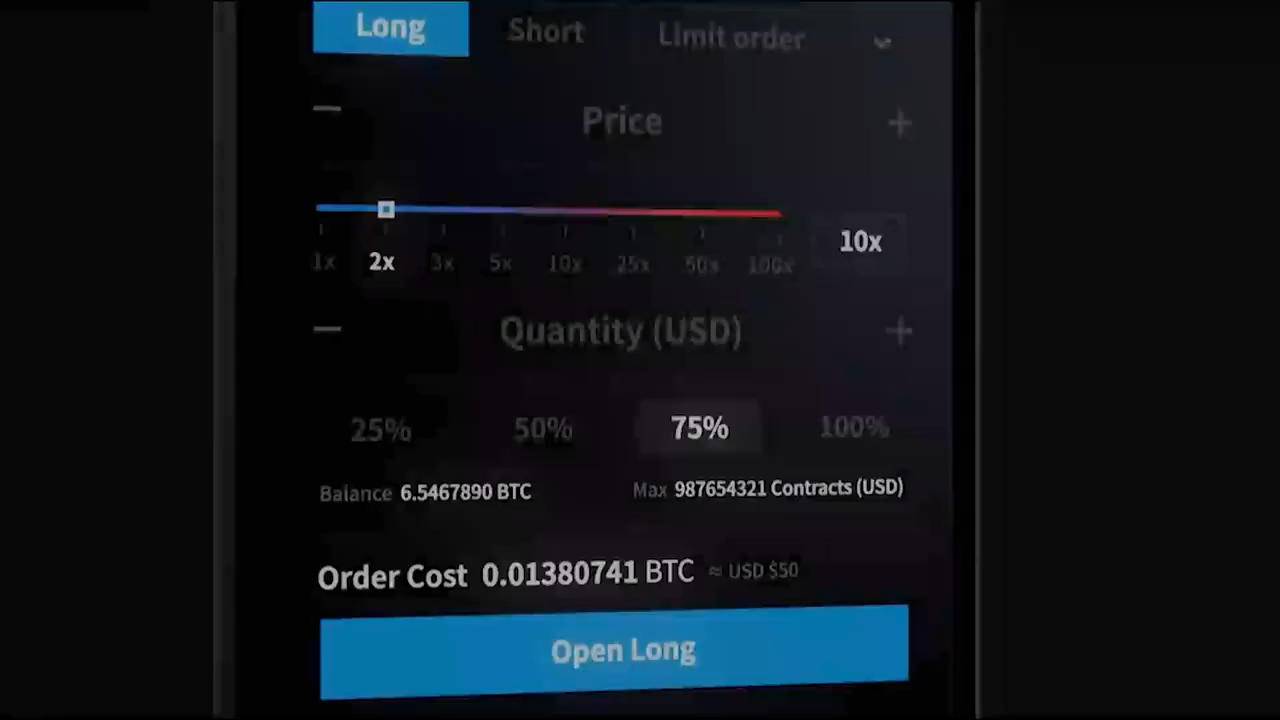 Long Short Limit order
− Price +
1x 2x 3x 5x 10x 25x 50x 100x 10x
− Quantity (USD) +
25% 50% 75% 100%
Balance 6.5467890 BTC Max 987654321 Contracts (USD)
Order Cost 0.01380741 BTC ≈ USD $50
Open Long